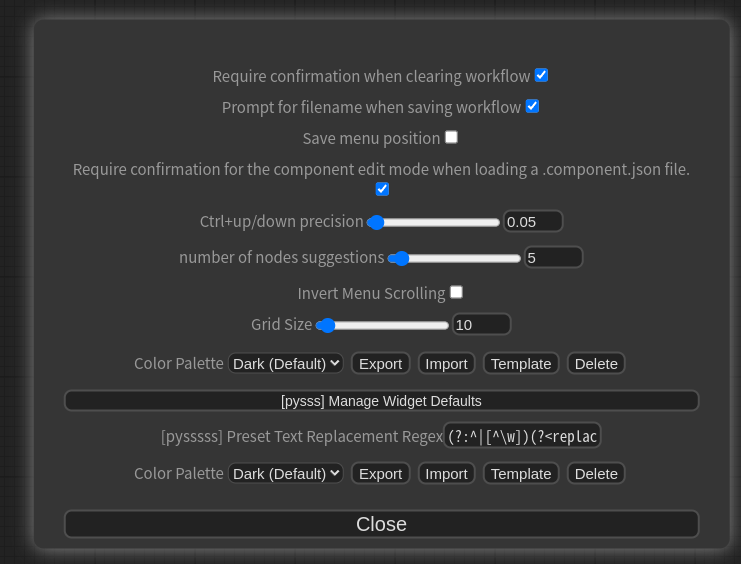 Require confirmation when clearing workflow
Prompt for filename when saving workflow
Save menu position
Require confirmation for the component edit mode when loading a .component.json file.
Ctrl+up/down precision 0.05
number of nodes suggestions 5
Invert Menu Scrolling
Grid Size 10
Color Palette Dark (Default) Export Import Template Delete
[pysss] Manage Widget Defaults
[pysssss] Preset Text Replacement Regex (?:^|[^\w])(?<replac
Color Palette Dark (Default) Export Import Template Delete
Close